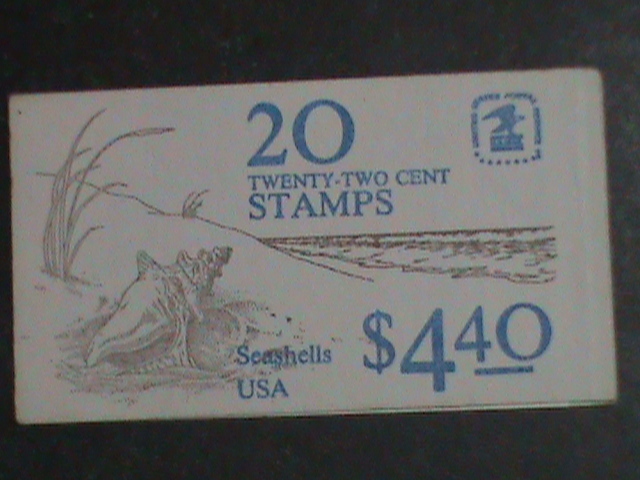 20
TWENTY-TWO CENT
STAMPS
Seashells
USA
$4.40